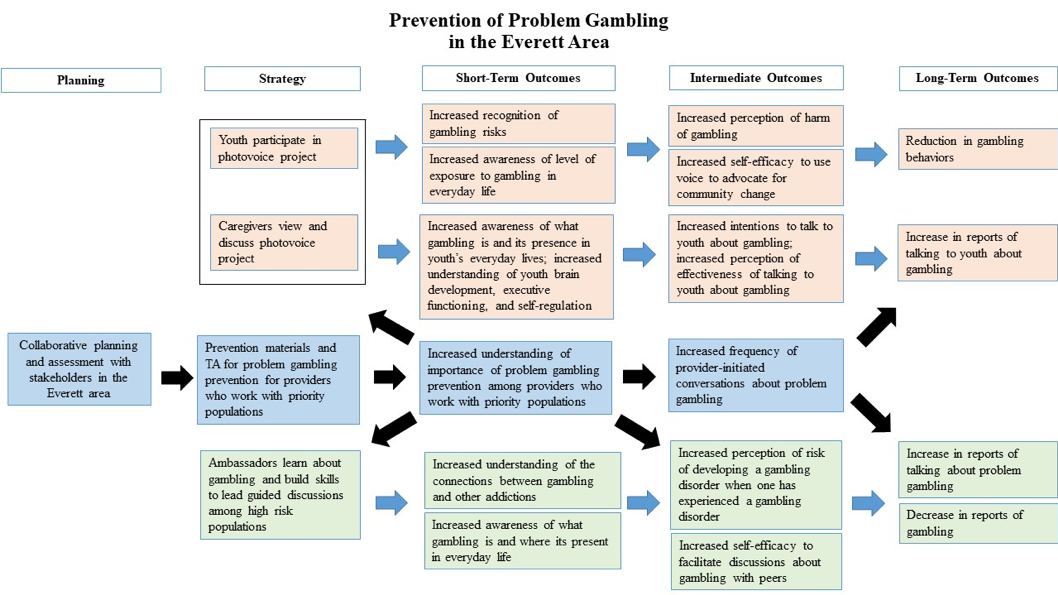 Prevention of Problem Gambling
in the Everett Area
Planning
Strategy
Short-Term Outcomes
Intermediate Outcomes
Long-Term Outcomes
Youth participate in
photovoice project
Increased recognition of
gambling risks
Increased awareness of level of
exposure to gambling in
everyday life
Increased perception of harm
of gambling
Increased self-efficacy to use
voice to advocate for
community change
Reduction in gambling
behaviors
Caregivers view and
discuss photovoice
project
Increased awareness of what
gambling is and its presence in
youth's everyday lives; increased
understanding of youth brain
development, executive
functioning, and self-regulation
Increased intentions to talk to
youth about gambling;
increased perception of
effectiveness of talking to
youth about gambling
Increase in reports of
talking to youth about
gambling
Collaborative planning
and assessment with
stakeholders in the
Everett area
Prevention materials and
TA for problem gambling
prevention for providers
who work with priority
populations
Increased understanding of
importance of problem gambling
prevention among providers who
work with priority populations
Increased frequency of
provider-initiated
conversations about problem
gambling
Ambassadors learn about
gambling and build skills
to lead guided discussions
among high risk
populations
Increased understanding of the
connections between gambling
and other addictions
Increased awareness of what
gambling is and where its present
in everyday life
Increased perception of risk
of developing a gambling
disorder when one has
experienced a gambling
disorder
Increased self-efficacy to
facilitate discussions about
gambling with peers
Increase in reports of
talking about problem
gambling
Decrease in reports of
gambling